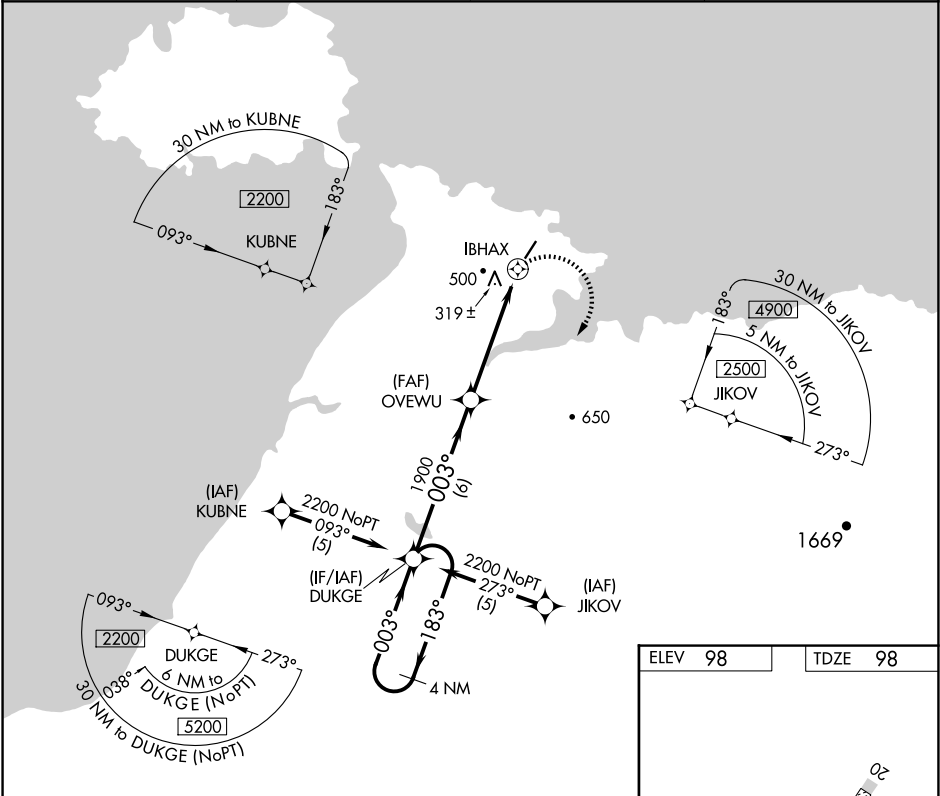 30 NM to KUBNE
2200
183°
093°
KUBNE
IBHAX
500
319 ±
30 NM to JIKOV
4900
183°
5 NM to JIKOV
2500
JIKOV
273°
(FAF)
OVEWU
650
1900
003°
(6)
(IAF)
KUBNE
2200 NoPT
093°
(5)
1669
(IF/IAF)
DUKGE
2200 NoPT
273°
(5)
(IAF)
JIKOV
003°
183°
4 NM
093°
2200
DUKGE
273°
038°
6 NM to
DUKGE (NoPT)
5200
30 NM to DUKGE (NoPT)
ELEV 98
TDZE 98
20